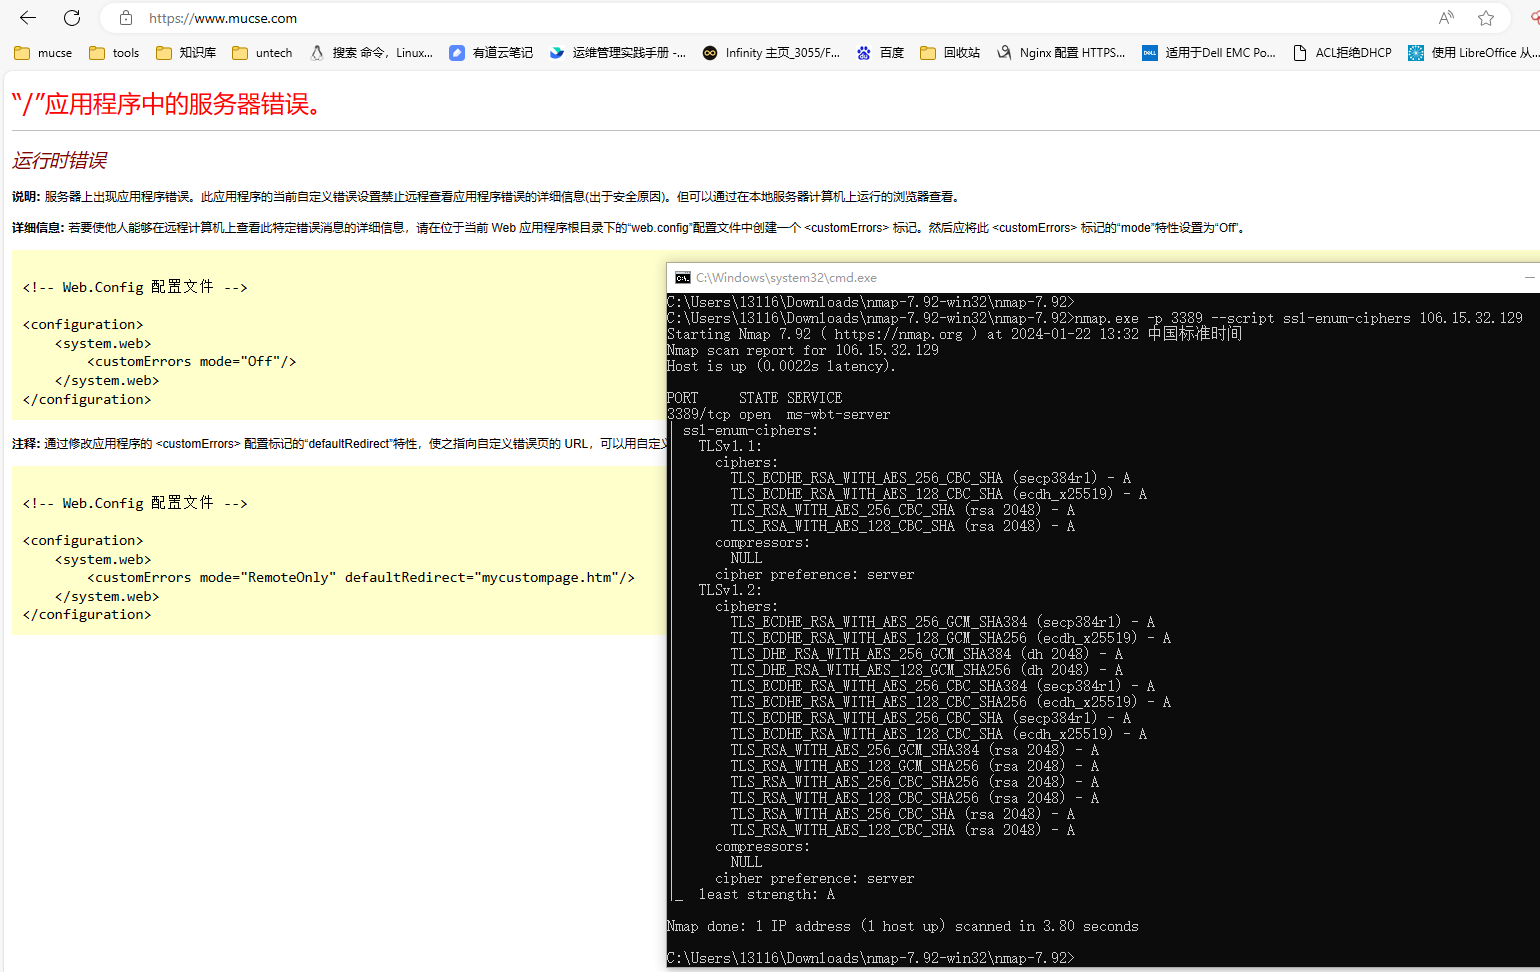 https://www.mucse.com
mucse tools 知识库 untech 搜索 命令，Linux... 有道云笔记 运维管理实践手册 -... Infinity 主页_3055/F... 百度 回收站 Nginx 配置 HTTPS... 适用于Dell EMC Po... ACL拒绝DHCP 使用 LibreOffice 从...
“/”应用程序中的服务器错误。
运行时错误
说明: 服务器上出现应用程序错误。此应用程序的当前自定义错误设置禁止远程查看应用程序错误的详细信息(出于安全原因)。但可以通过在本地服务器计算机上运行的浏览器查看。
详细信息: 若要使他人能够在远程计算机上查看此特定错误消息的详细信息，请在位于当前 Web 应用程序根目录下的“web.config”配置文件中创建一个 <customErrors> 标记。然后应将此 <customErrors> 标记的“mode”特性设置为“Off”。
<!-- Web.Config 配置文件 -->
<configuration>
<system.web>
<customErrors mode="Off"/>
</system.web>
</configuration>
注释: 通过修改应用程序的 <customErrors> 配置标记的“defaultRedirect”特性，使之指向自定义错误页的 URL，可以用自定义
<!-- Web.Config 配置文件 -->
<configuration>
<system.web>
<customErrors mode="RemoteOnly" defaultRedirect="mycustompage.htm"/>
</system.web>
</configuration>
C:\Windows\system32\cmd.exe
C:\Users\13116\Downloads\nmap-7.92-win32\nmap-7.92>
C:\Users\13116\Downloads\nmap-7.92-win32\nmap-7.92>nmap.exe -p 3389 --script ssl-enum-ciphers 106.15.32.129
Starting Nmap 7.92 ( https://nmap.org ) at 2024-01-22 13:32 中国标准时间
Nmap scan report for 106.15.32.129
Host is up (0.0022s latency).
PORT     STATE SERVICE
3389/tcp open  ms-wbt-server
| ssl-enum-ciphers:
|   TLSv1.1:
|     ciphers:
|       TLS_ECDHE_RSA_WITH_AES_256_CBC_SHA (secp384r1) - A
|       TLS_ECDHE_RSA_WITH_AES_128_CBC_SHA (ecdh_x25519) - A
|       TLS_RSA_WITH_AES_256_CBC_SHA (rsa 2048) - A
|       TLS_RSA_WITH_AES_128_CBC_SHA (rsa 2048) - A
|     compressors:
|       NULL
|     cipher preference: server
|   TLSv1.2:
|     ciphers:
|       TLS_ECDHE_RSA_WITH_AES_256_GCM_SHA384 (secp384r1) - A
|       TLS_ECDHE_RSA_WITH_AES_128_GCM_SHA256 (ecdh_x25519) - A
|       TLS_DHE_RSA_WITH_AES_256_GCM_SHA384 (dh 2048) - A
|       TLS_DHE_RSA_WITH_AES_128_GCM_SHA256 (dh 2048) - A
|       TLS_ECDHE_RSA_WITH_AES_256_CBC_SHA384 (secp384r1) - A
|       TLS_ECDHE_RSA_WITH_AES_128_CBC_SHA256 (ecdh_x25519) - A
|       TLS_ECDHE_RSA_WITH_AES_256_CBC_SHA (secp384r1) - A
|       TLS_ECDHE_RSA_WITH_AES_128_CBC_SHA (ecdh_x25519) - A
|       TLS_RSA_WITH_AES_256_GCM_SHA384 (rsa 2048) - A
|       TLS_RSA_WITH_AES_128_GCM_SHA256 (rsa 2048) - A
|       TLS_RSA_WITH_AES_256_CBC_SHA256 (rsa 2048) - A
|       TLS_RSA_WITH_AES_128_CBC_SHA256 (rsa 2048) - A
|       TLS_RSA_WITH_AES_256_CBC_SHA (rsa 2048) - A
|       TLS_RSA_WITH_AES_128_CBC_SHA (rsa 2048) - A
|     compressors:
|       NULL
|     cipher preference: server
|_  least strength: A
Nmap done: 1 IP address (1 host up) scanned in 3.80 seconds
C:\Users\13116\Downloads\nmap-7.92-win32\nmap-7.92>